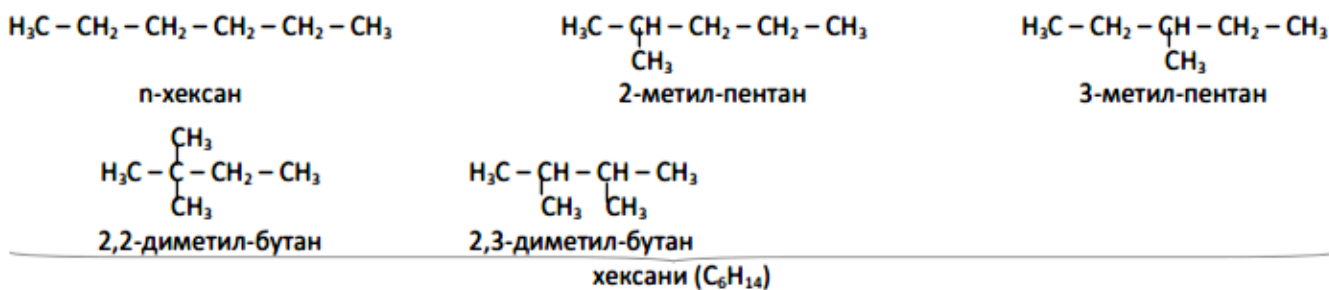 H₃C – CH₂ – CH₂ – CH₂ – CH₂ – CH₃ H₃C – CH – CH₂ – CH₂ – CH₃ H₃C – CH₂ – CH – CH₂ – CH₃
CH₃ CH₃
n-хексан 2-метил-пентан 3-метил-пентан
CH₃
H₃C – C – CH₂ – CH₃ H₃C – CH – CH – CH₃
CH₃ CH₃ CH₃
2,2-диметил-бутан 2,3-диметил-бутан
хексани (C₆H₁₄)